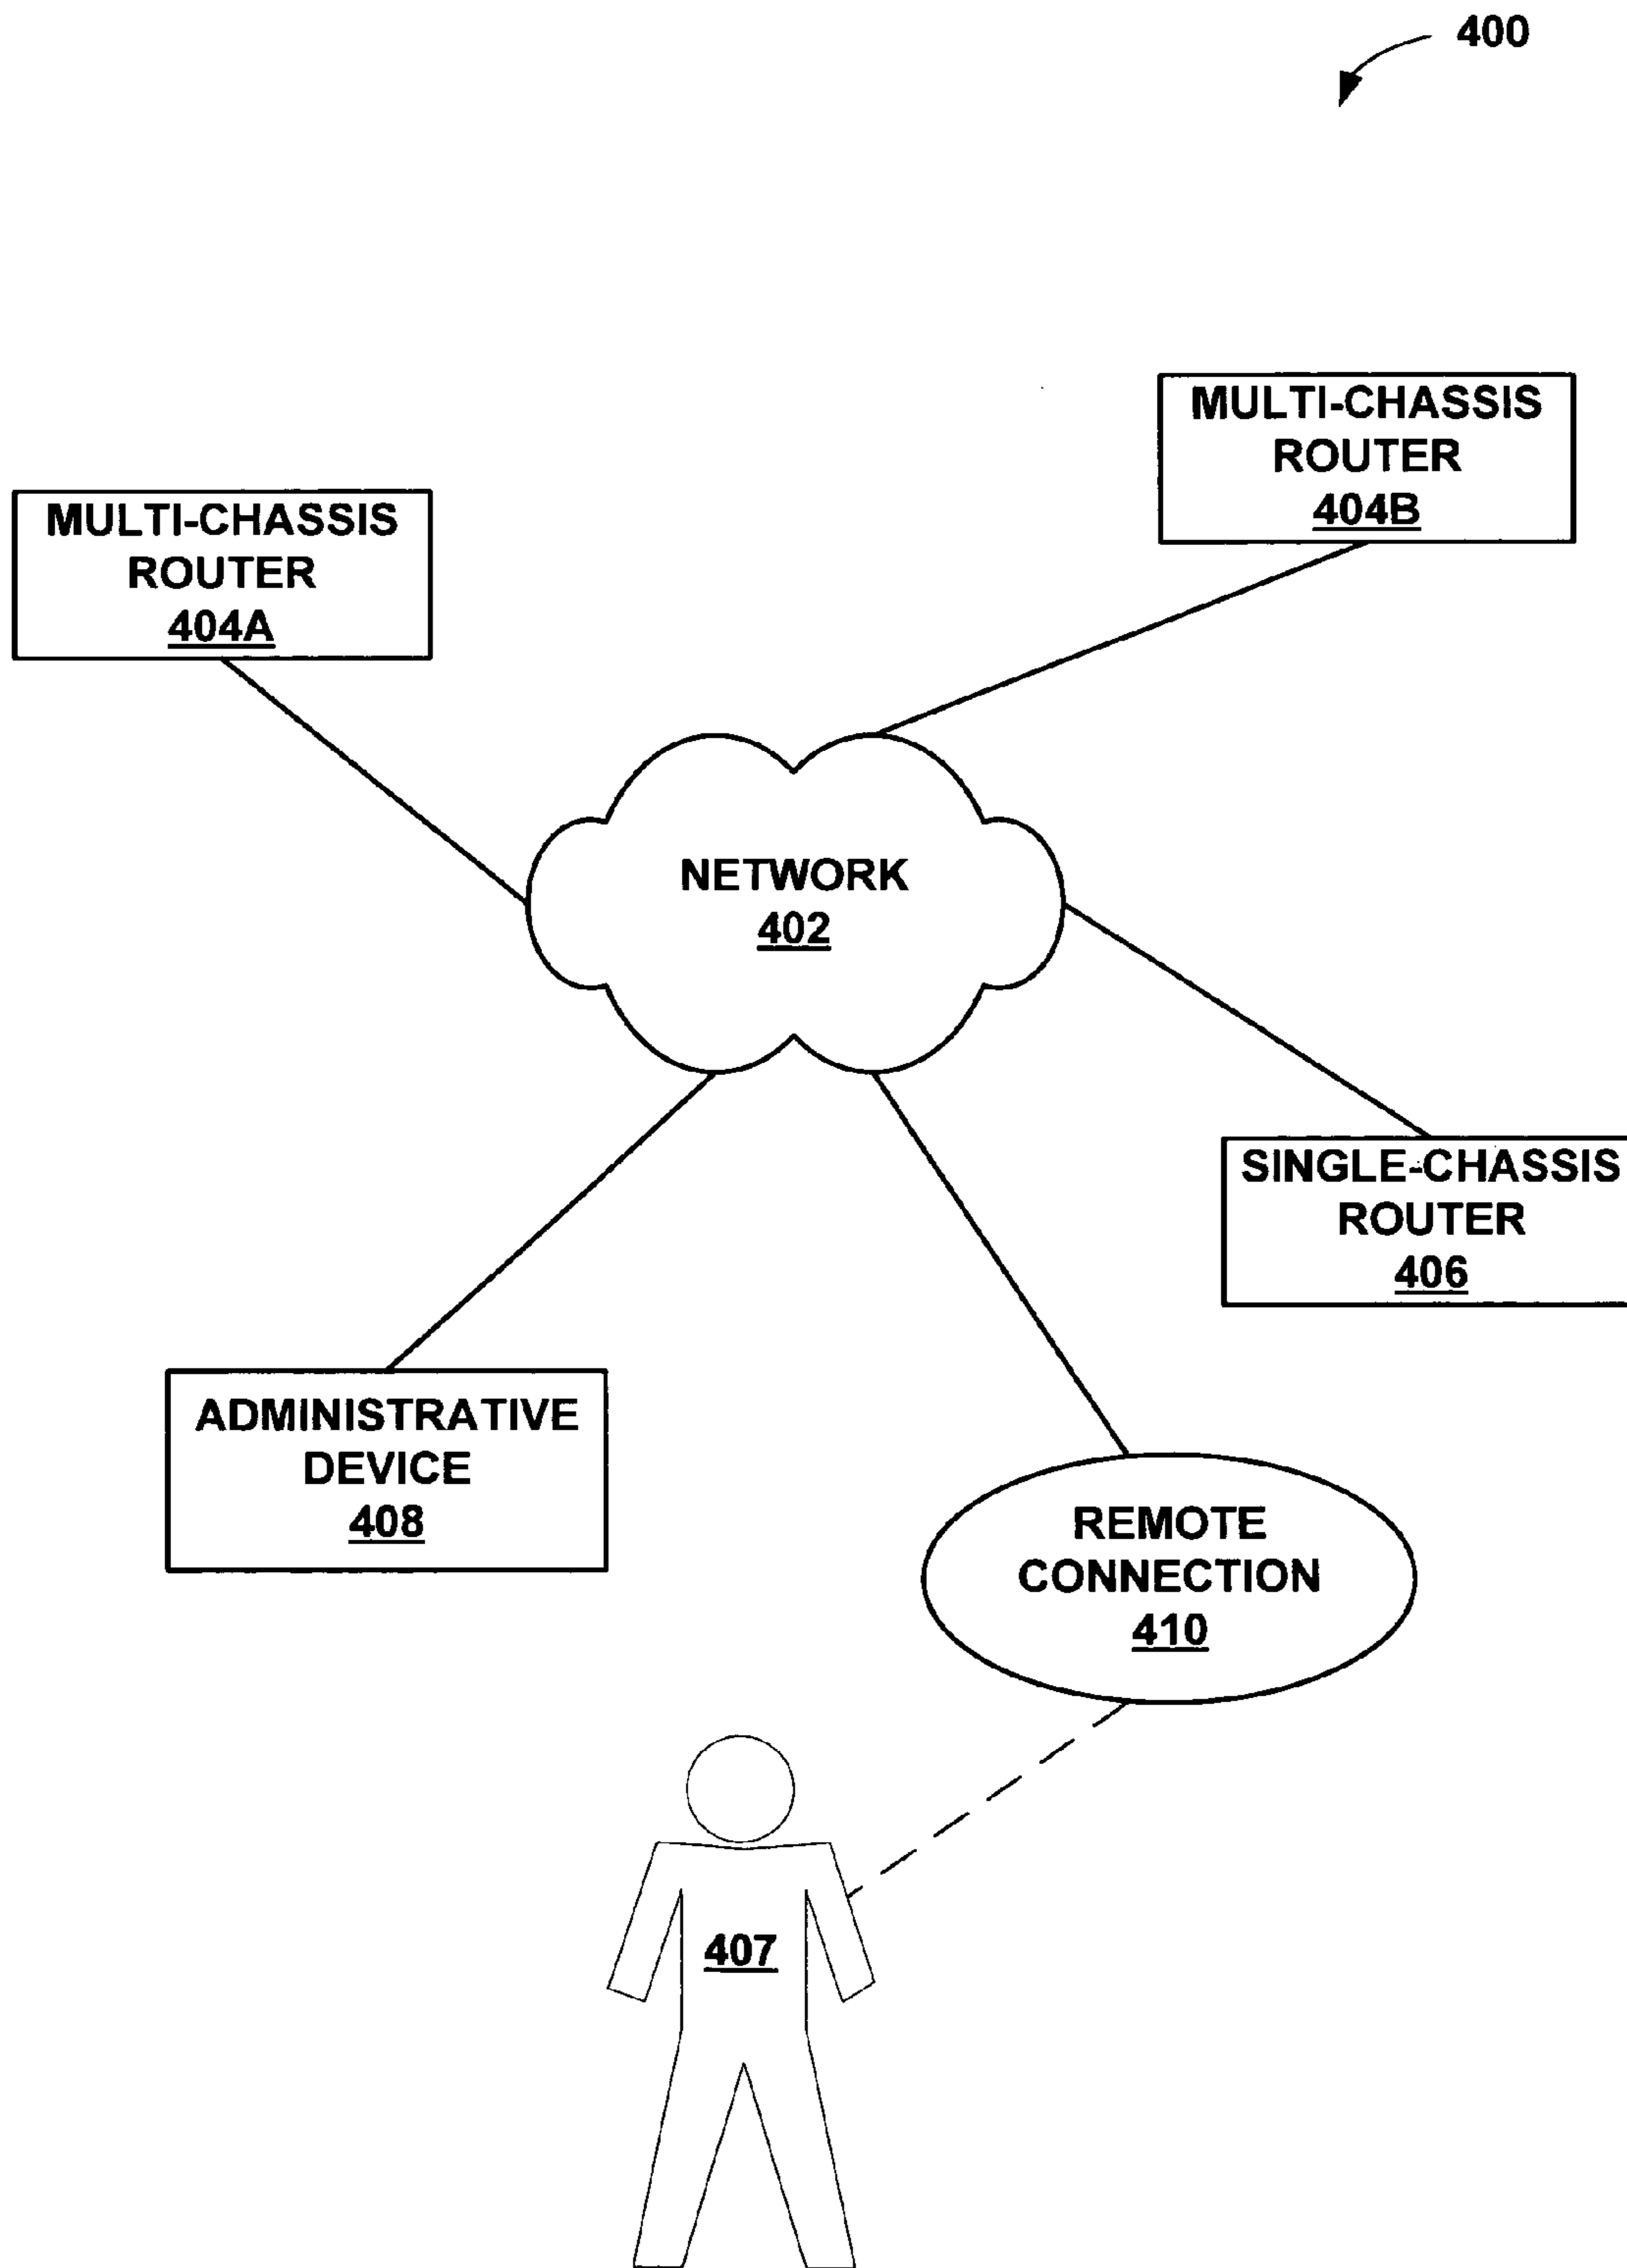 400
MULTI-CHASSIS
ROUTER
404B
MULTI-CHASSIS
ROUTER
404A
NETWORK
402
SINGLE-CHASSIS
ROUTER
406
ADMINISTRATIVE
DEVICE
408
REMOTE
CONNECTION
410
407